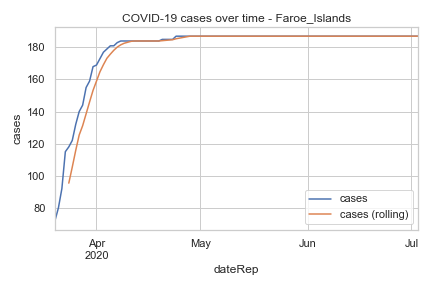 COVID-19 cases over time - Faroe_Islands
cases
180
160
140
120
100
80
cases
cases (rolling)
Apr May Jun Jul
2020
dateRep